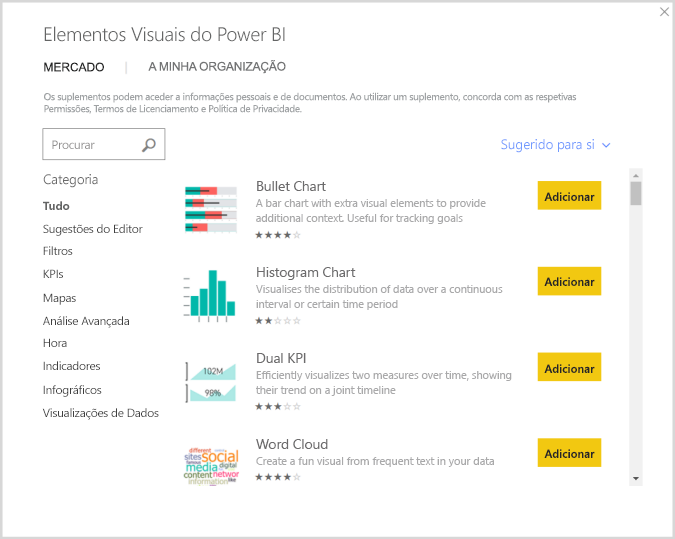 Elementos Visuais do Power BI
MERCADO | A MINHA ORGANIZAÇÃO
Os suplementos podem aceder a informações pessoais e de documentos. Ao utilizar um suplemento, concorda com as respetivas
Permissões, Termos de Licenciamento e Política de Privacidade.
Procurar
Sugerido para si
Categoria
Tudo
Sugestões do Editor
Filtros
KPIs
Mapas
Análise Avançada
Hora
Indicadores
Infográficos
Visualizações de Dados
Bullet Chart
A bar chart with extra visual elements to provide
additional context. Useful for tracking goals
Adicionar
Histogram Chart
Visualises the distribution of data over a continuous
interval or certain time period
Adicionar
102M
98%
Dual KPI
Efficiently visualizes two measures over time, showing
their trend on a joint timeline
Adicionar
different
sites social
famous
media digital
content networ
information like
Word Cloud
Create a fun visual from frequent text in your data
Adicionar